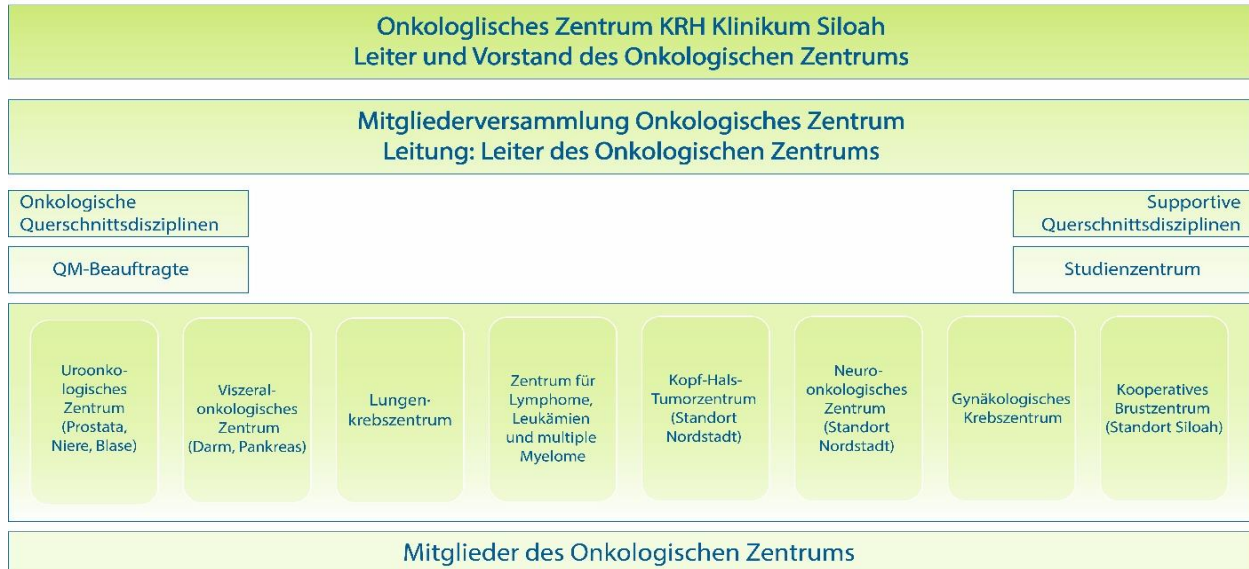 Onkologlisches Zentrum KRH Klinikum Siloah
Leiter und Vorstand des Onkologischen Zentrums
Mitgliederversammlung Onkologisches Zentrum
Leitung: Leiter des Onkologischen Zentrums
Onkologische
Querschnittsdisziplinen
Supportive
Querschnittsdisziplinen
QM-Beauftragte
Studienzentrum
Uroonko-
logisches
Zentrum
(Prostata,
Niere, Blase)
Viszeral-
onkologisches
Zentrum
(Darm, Pankreas)
Lungen-
krebszentrum
Zentrum für
Lymphome,
Leukämien
und multiple
Myelome
Kopf-Hals-
Tumorzentrum
(Standort
Nordstadt)
Neuro-
onkologisches
Zentrum
(Standort
Nordstadt)
Gynäkologisches
Krebszentrum
Kooperatives
Brustzentrum
(Standort Siloah)
Mitglieder des Onkologischen Zentrums